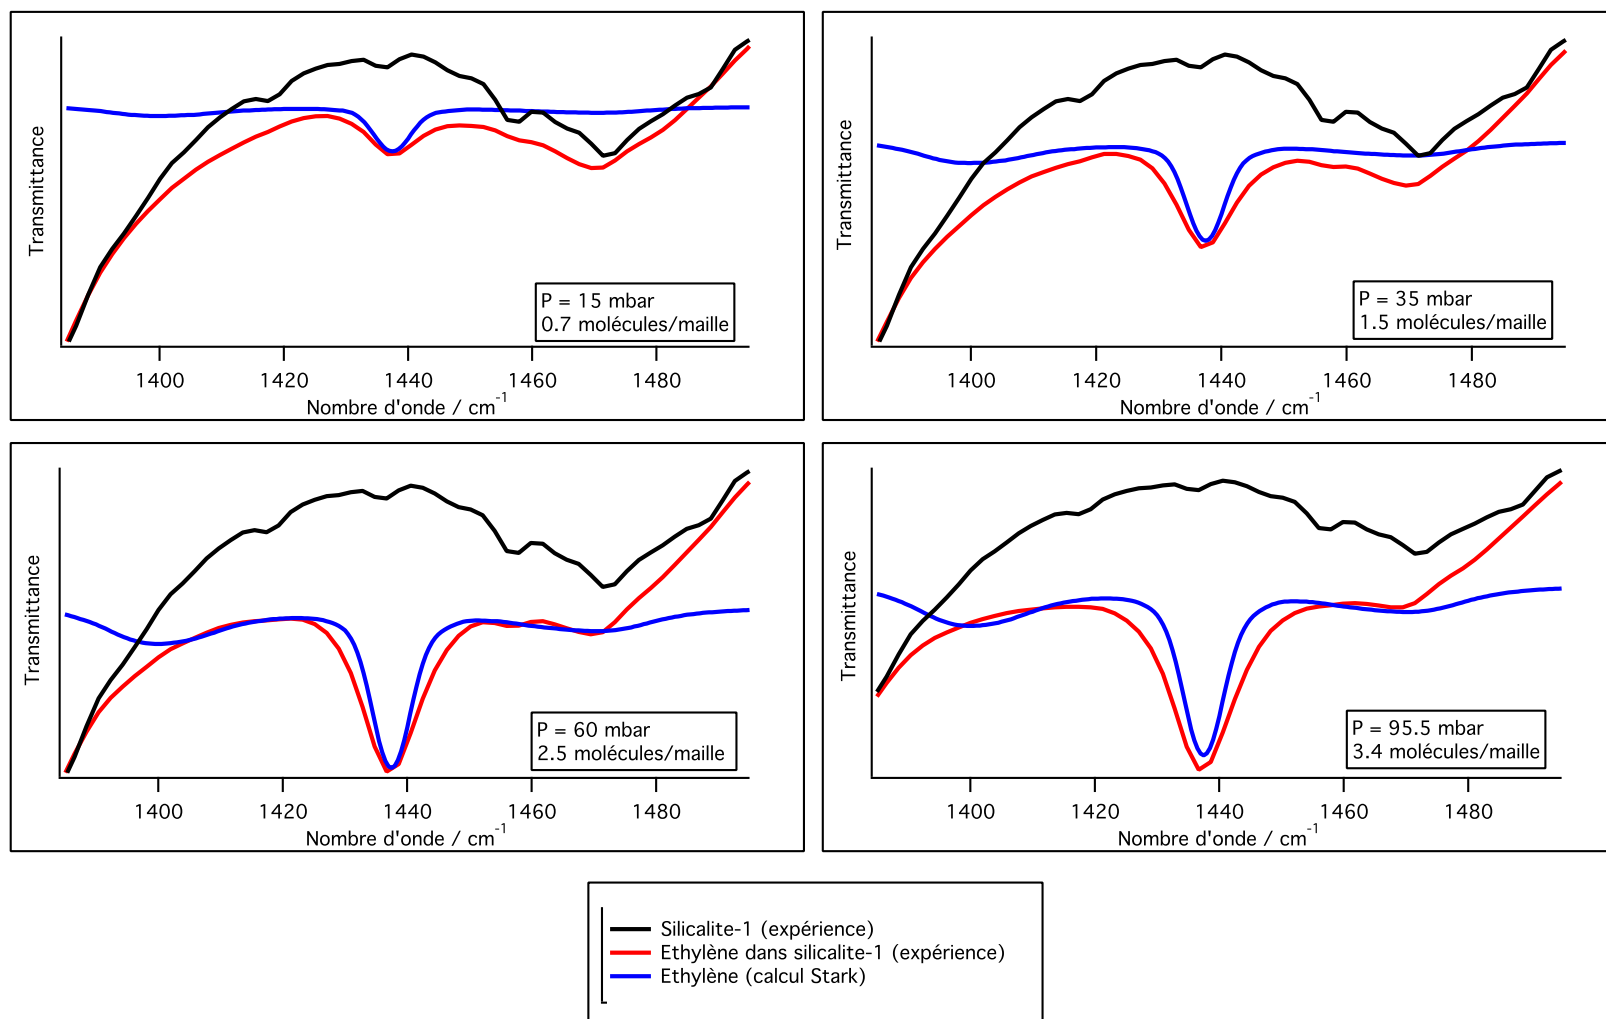 Transmittance
P = 15 mbar
0.7 molécules/maille
1400 1420 1440 1460 1480
Nombre d'onde / cm-1
Transmittance
P = 35 mbar
1.5 molécules/maille
1400 1420 1440 1460 1480
Nombre d'onde / cm-1
Transmittance
P = 60 mbar
2.5 molécules/maille
1400 1420 1440 1460 1480
Nombre d'onde / cm-1
Transmittance
P = 95.5 mbar
3.4 molécules/maille
1400 1420 1440 1460 1480
Nombre d'onde / cm-1
Silicalite-1 (expérience)
Ethylène dans silicalite-1 (expérience)
Ethylène (calcul Stark)